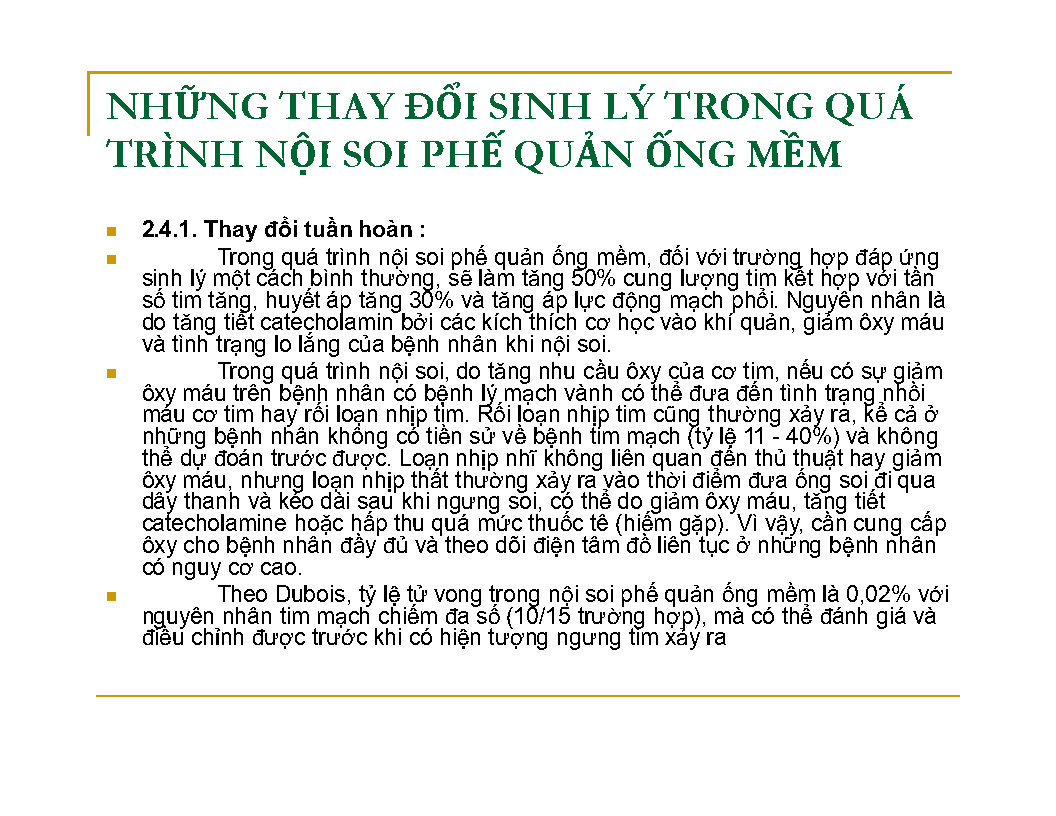 NHỮNG THAY ĐỔI SINH LÝ TRONG QUÁ
TRÌNH NỘI SOI PHẾ QUẢN ỐNG MỀM
2.4.1. Thay đổi tuần hoàn :
Trong quá trình nội soi phế quản ống mềm, đối với trường hợp đáp ứng
sinh lý một cách bình thường, sẽ làm tăng 50% cung lượng tim kết hợp với tần
số tim tăng, huyết áp tăng 30% và tăng áp lực động mạch phổi. Nguyên nhân là
do tăng tiết catecholamin bởi các kích thích cơ học vào khí quản, giảm ôxy máu
và tình trạng lo lắng của bệnh nhân khi nội soi.
Trong quá trình nội soi, do tăng nhu cầu ôxy của cơ tim, nếu có sự giảm
ôxy máu trên bệnh nhân có bệnh lý mạch vành có thể đưa đến tình trạng nhồi
máu cơ tim hay rối loạn nhịp tim. Rối loạn nhịp tim cũng thường xảy ra, kể cả ở
những bệnh nhân không có tiền sử về bệnh tim mạch (tỷ lệ 11 - 40%) và không
thể dự đoán trước được. Loạn nhịp nhĩ không liên quan đến thủ thuật hay giảm
ôxy máu, nhưng loạn nhịp thất thường xảy ra vào thời điểm đưa ống soi đi qua
dây thanh và kéo dài sau khi ngưng soi, có thể do giảm ôxy máu, tăng tiết
catecholamine hoặc hấp thu quá mức thuốc tê (hiếm gặp). Vì vậy, cần cung cấp
ôxy cho bệnh nhân đầy đủ và theo dõi điện tâm đồ liên tục ở những bệnh nhân
có nguy cơ cao.
Theo Dubois, tỷ lệ tử vong trong nội soi phế quản ống mềm là 0,02% với
nguyên nhân tim mạch chiếm đa số (10/15 trường hợp), mà có thể đánh giá và
điều chỉnh được trước khi có hiện tượng ngưng tim xảy ra